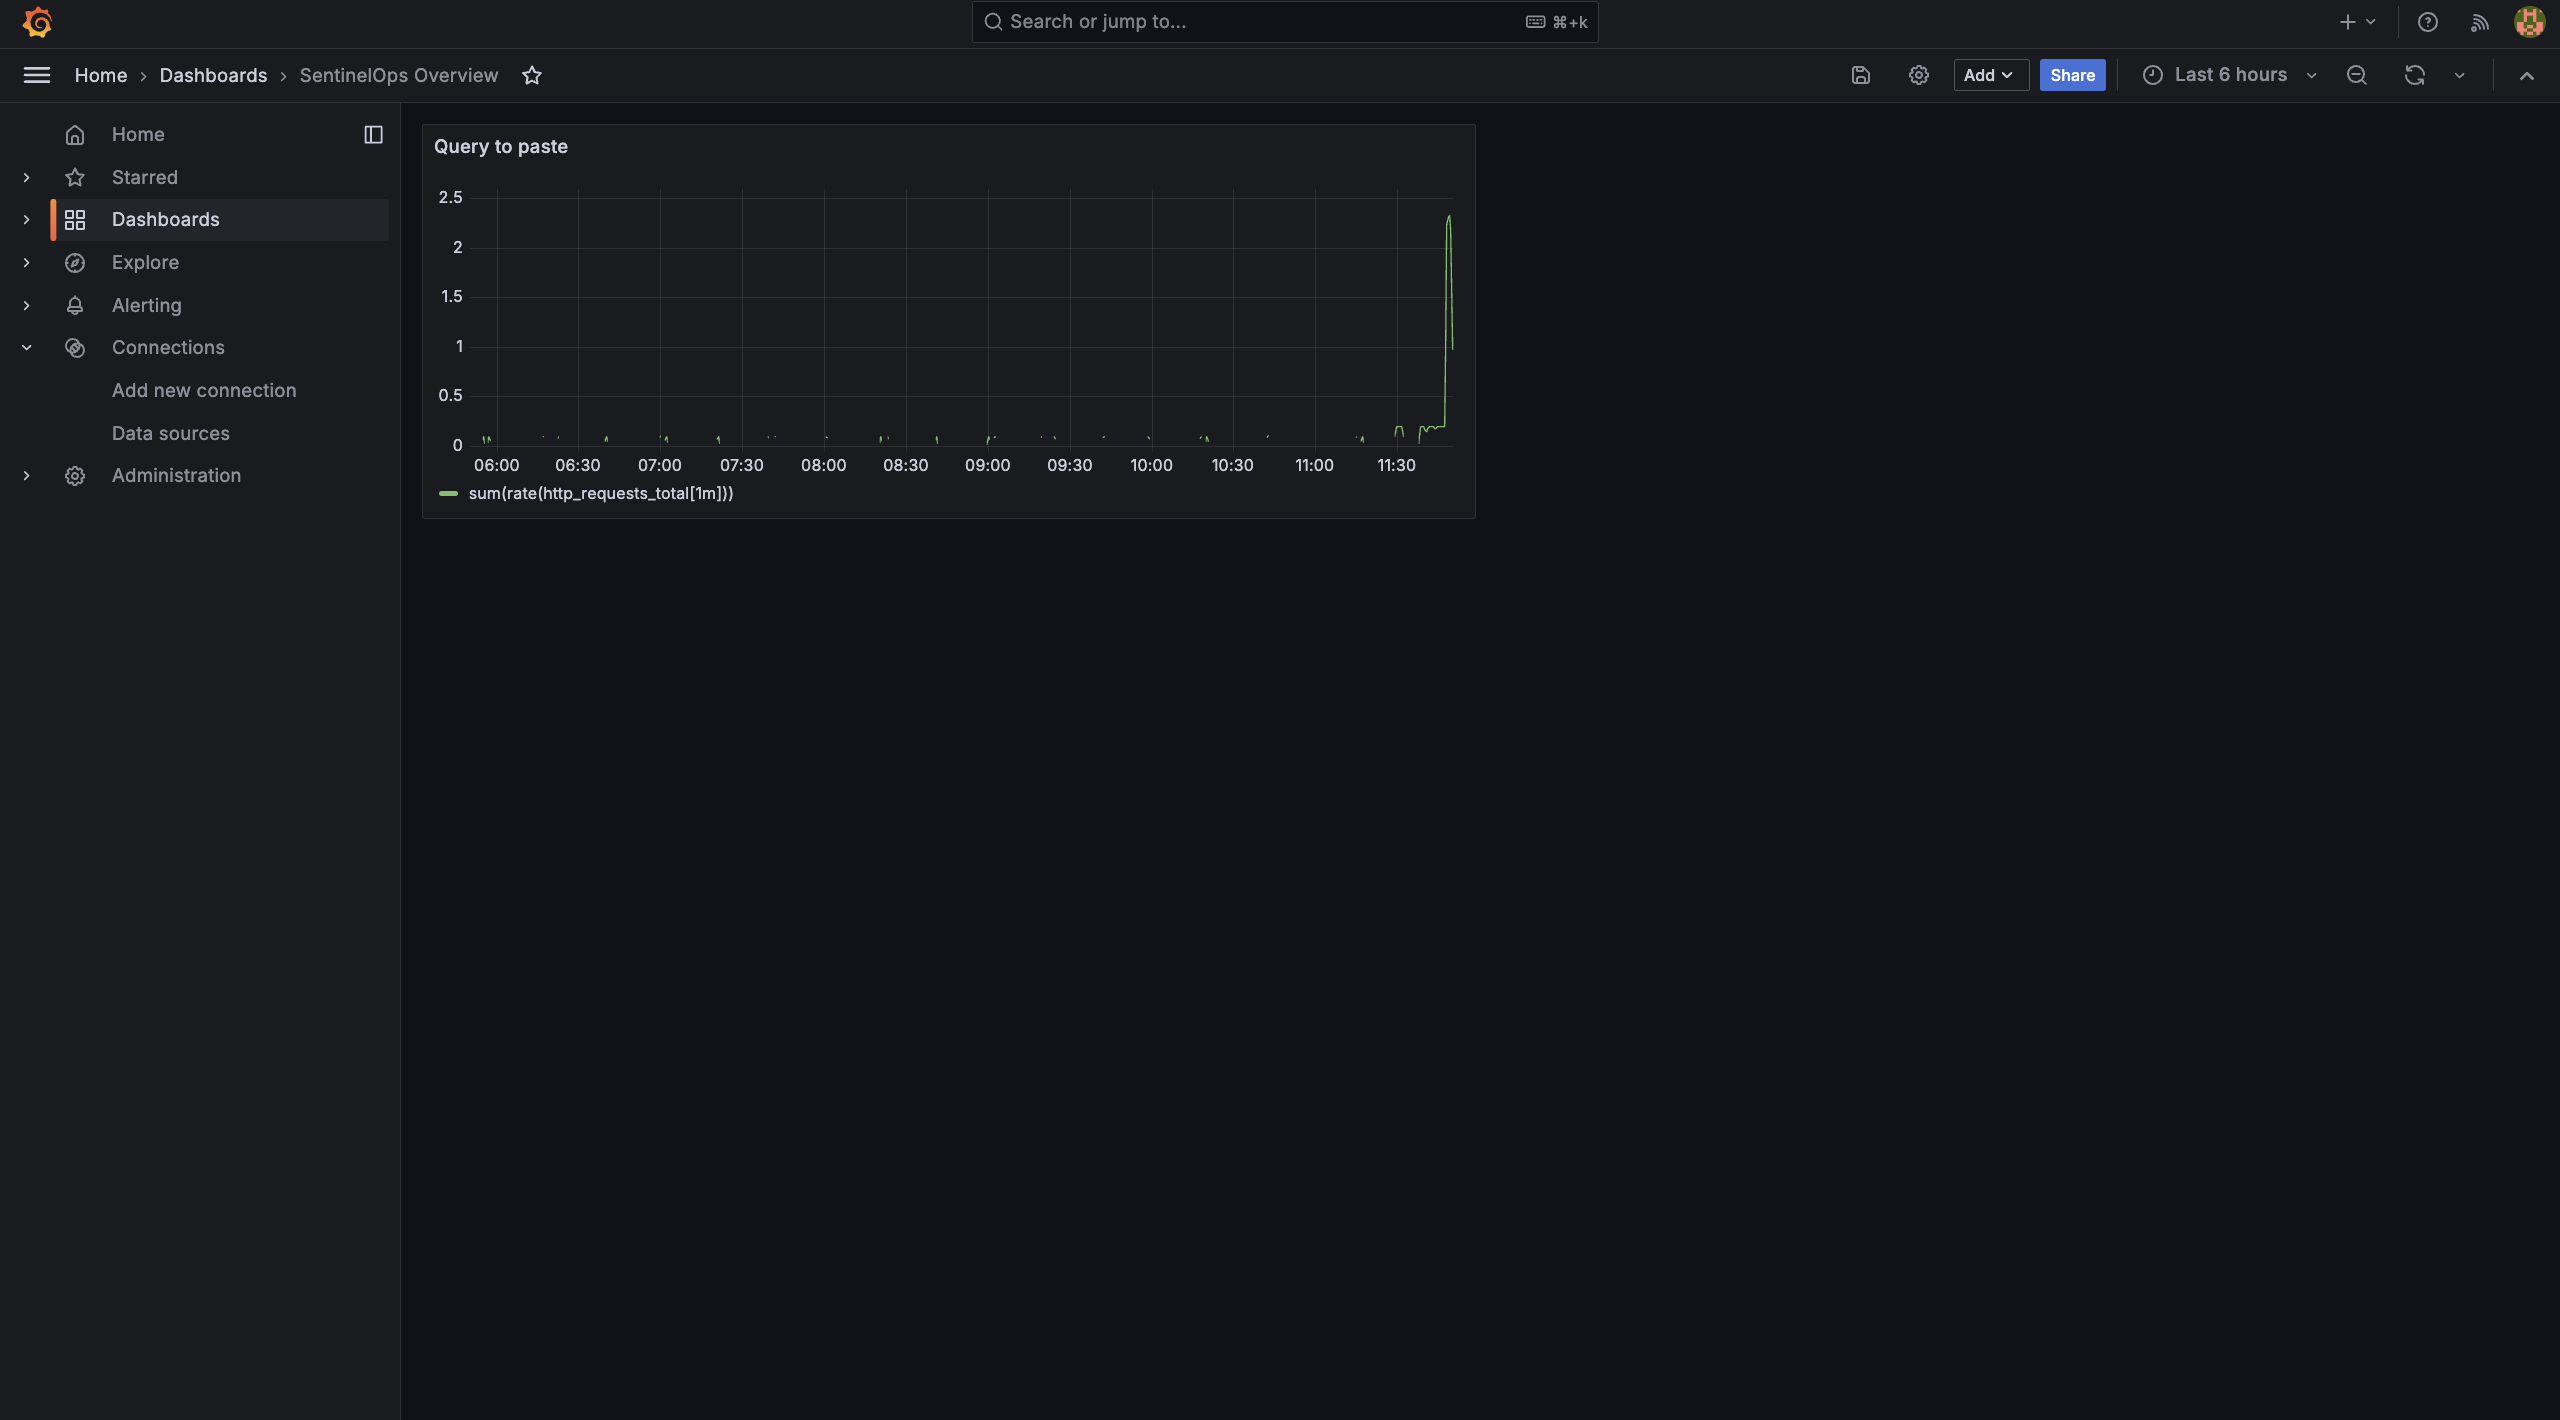 Search or jump to...
⌘+k
Home
Dashboards
SentinelOps Overview
Add
Share
Last 6 hours
Home
Starred
Dashboards
Explore
Alerting
Connections
Add new connection
Data sources
Administration
Query to paste
2.5
2
1.5
1
0.5
0
06:00 06:30 07:00 07:30 08:00 08:30 09:00 09:30 10:00 10:30 11:00 11:30
sum(rate(http_requests_total[1m]))